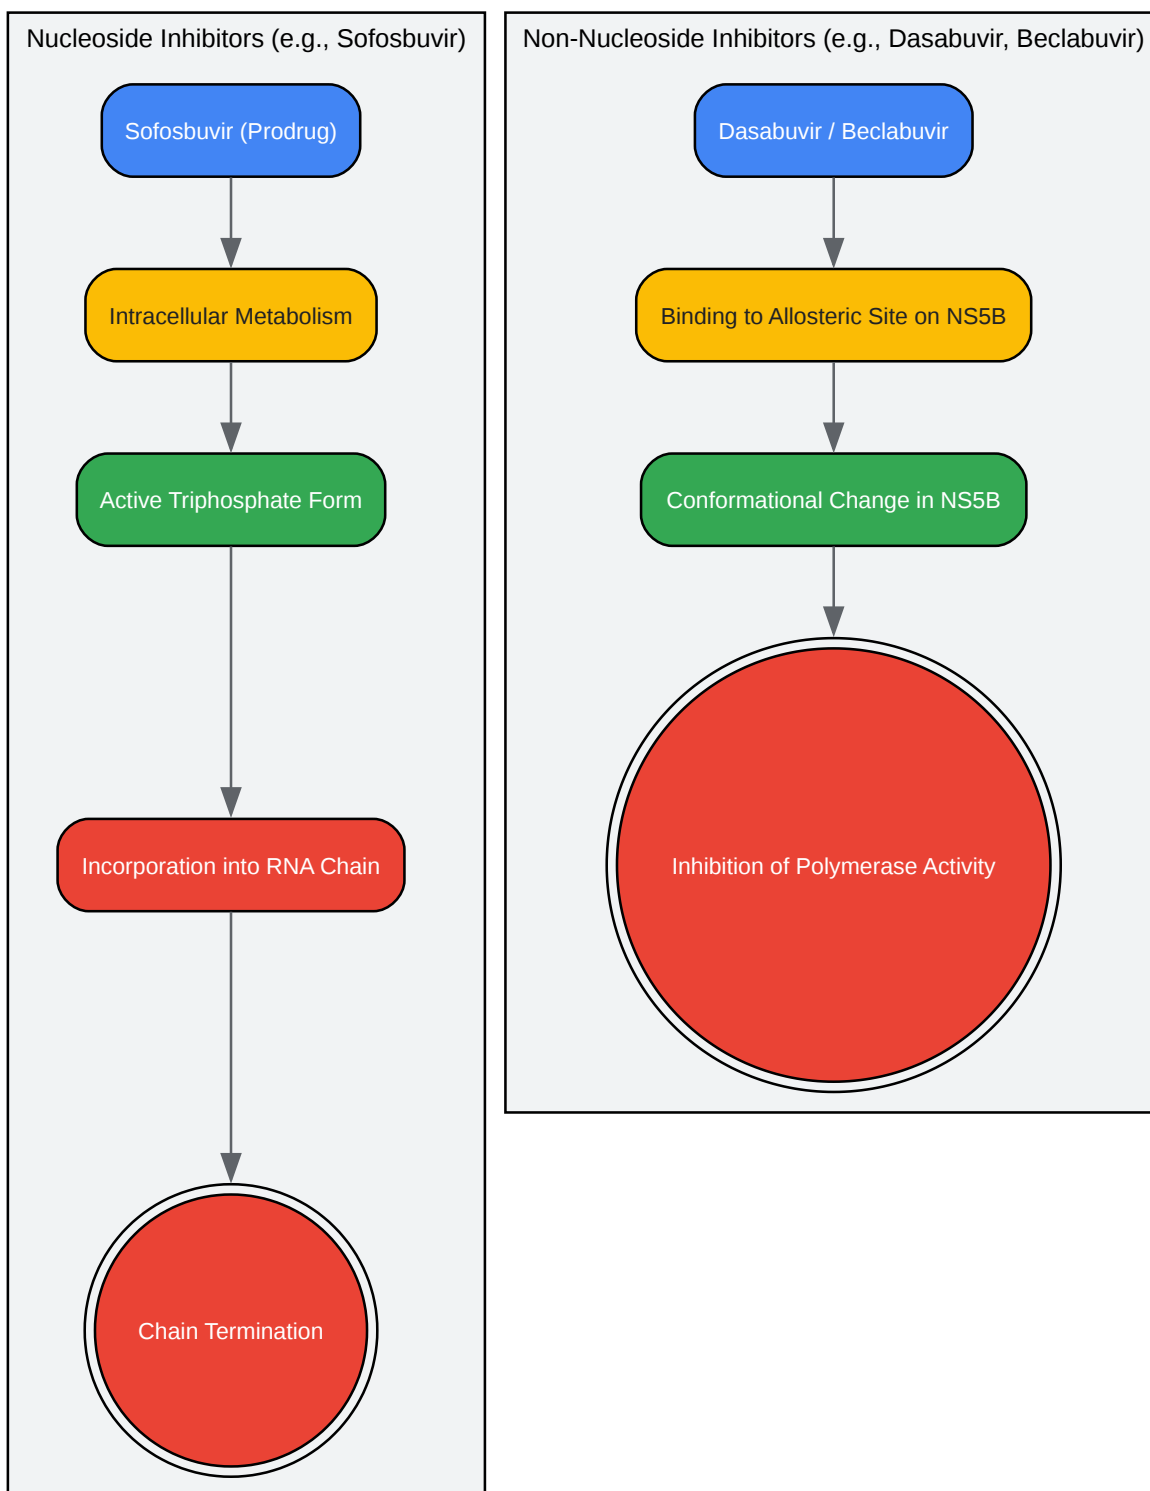 Nucleoside Inhibitors (e.g., Sofosbuvir)
Sofosbuvir (Prodrug)
Intracellular Metabolism
Active Triphosphate Form
Incorporation into RNA Chain
Chain Termination
Non-Nucleoside Inhibitors (e.g., Dasabuvir, Beclabuvir)
Dasabuvir / Beclabuvir
Binding to Allosteric Site on NS5B
Conformational Change in NS5B
Inhibition of Polymerase Activity